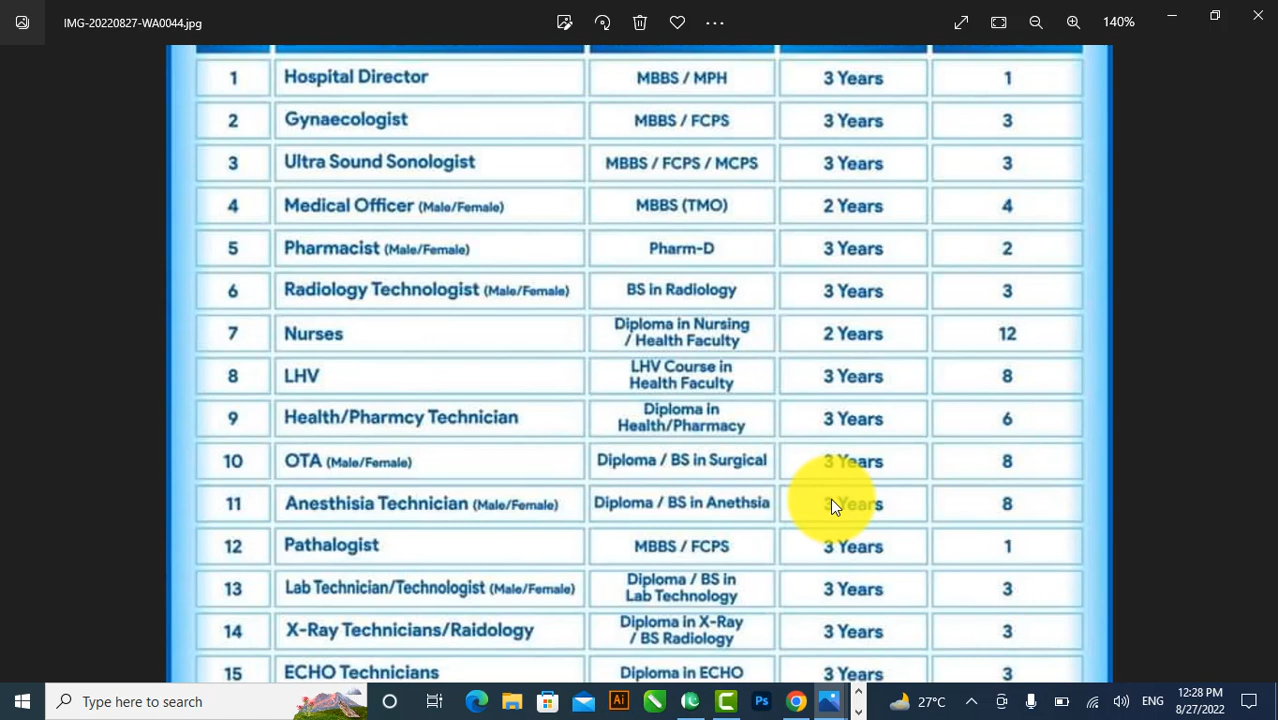 IMG-20220827-WA0044.jpg
140%
1 Hospital Director MBBS / MPH 3 Years 1
2 Gynaecologist MBBS / FCPS 3 Years 3
3 Ultra Sound Sonologist MBBS / FCPS / MCPS 3 Years 3
4 Medical Officer (Male/Female) MBBS (TMO) 2 Years 4
5 Pharmacist (Male/Female) Pharm-D 3 Years 2
6 Radiology Technologist (Male/Female) BS in Radiology 3 Years 3
7 Nurses Diploma in Nursing
/ Health Faculty 2 Years 12
8 LHV LHV Course in
Health Faculty 3 Years 8
9 Health/Pharmcy Technician Diploma in
Health/Pharmacy 3 Years 6
10 OTA (Male/Female) Diploma / BS in Surgical 3 Years 8
11 Anesthisia Technician (Male/Female) Diploma / BS in Anethsia 3 Years 8
12 Pathalogist MBBS / FCPS 3 Years 1
13 Lab Technician/Technologist (Male/Female) Diploma / BS in
Lab Technology 3 Years 3
14 X-Ray Technicians/Raidology Diploma in X-Ray
/ BS Radiology 3 Years 3
15 ECHO Technicians Diploma in ECHO 3 Years 3
Type here to search
Ai
Ps
27°C
ENG
12:28 PM
8/27/2022